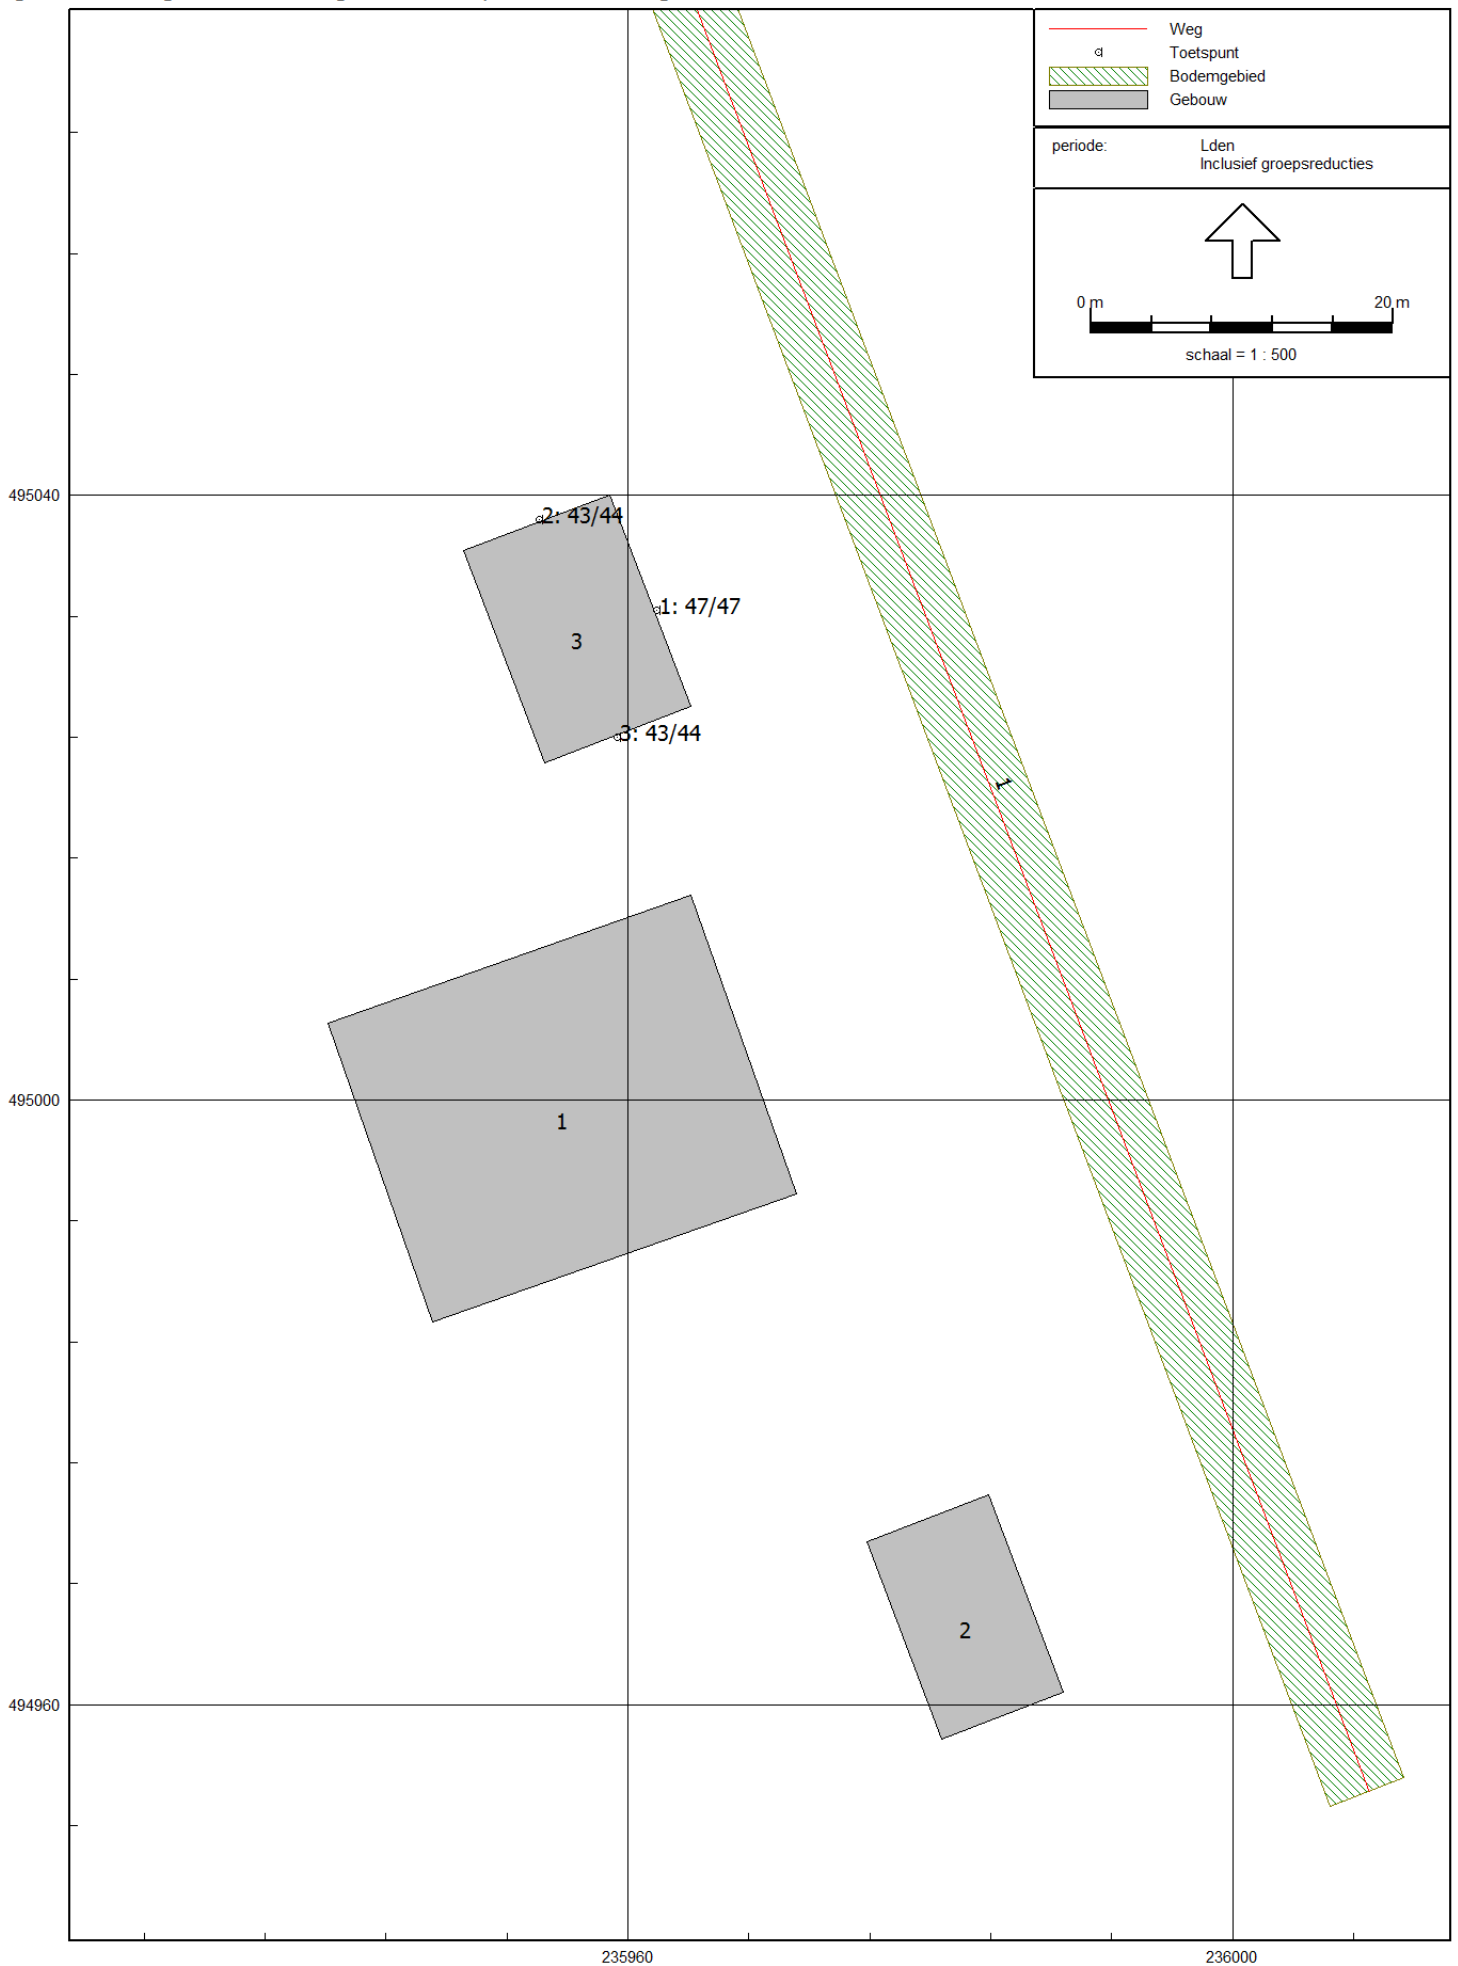 Weg
Toetspunt
Bodemgebied
Gebouw
periode: Lden
Inclusief groepsreducties
0 m 20 m
schaal = 1 : 500
495040
2: 43/44
1: 47/47
3
3: 43/44
1
495000
1
2
494960
235960 236000